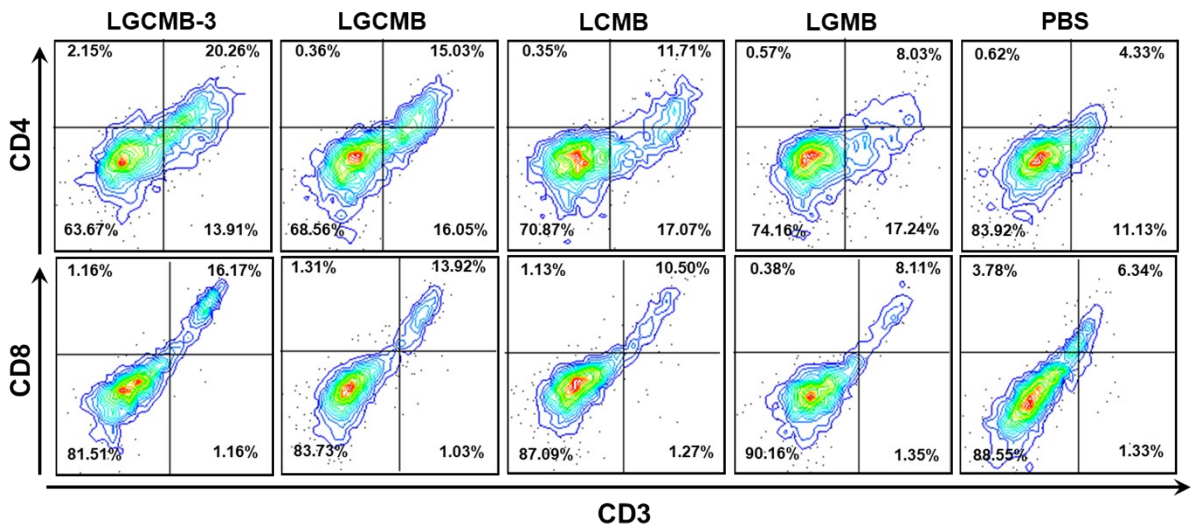 LGCMB-3 LGCMB LCMB LGMB PBS
2.15% 20.26% 0.36% 15.03% 0.35% 11.71% 0.57% 8.03% 0.62% 4.33%
CD4
63.67% 13.91% 68.56% 16.05% 70.87% 17.07% 74.16% 17.24% 83.92% 11.13%
1.16% 16.17% 1.31% 13.92% 1.13% 10.50% 0.38% 8.11% 3.78% 6.34%
CD8
81.51% 1.16% 83.73% 1.03% 87.09% 1.27% 90.16% 1.35% 88.55% 1.33%
CD3